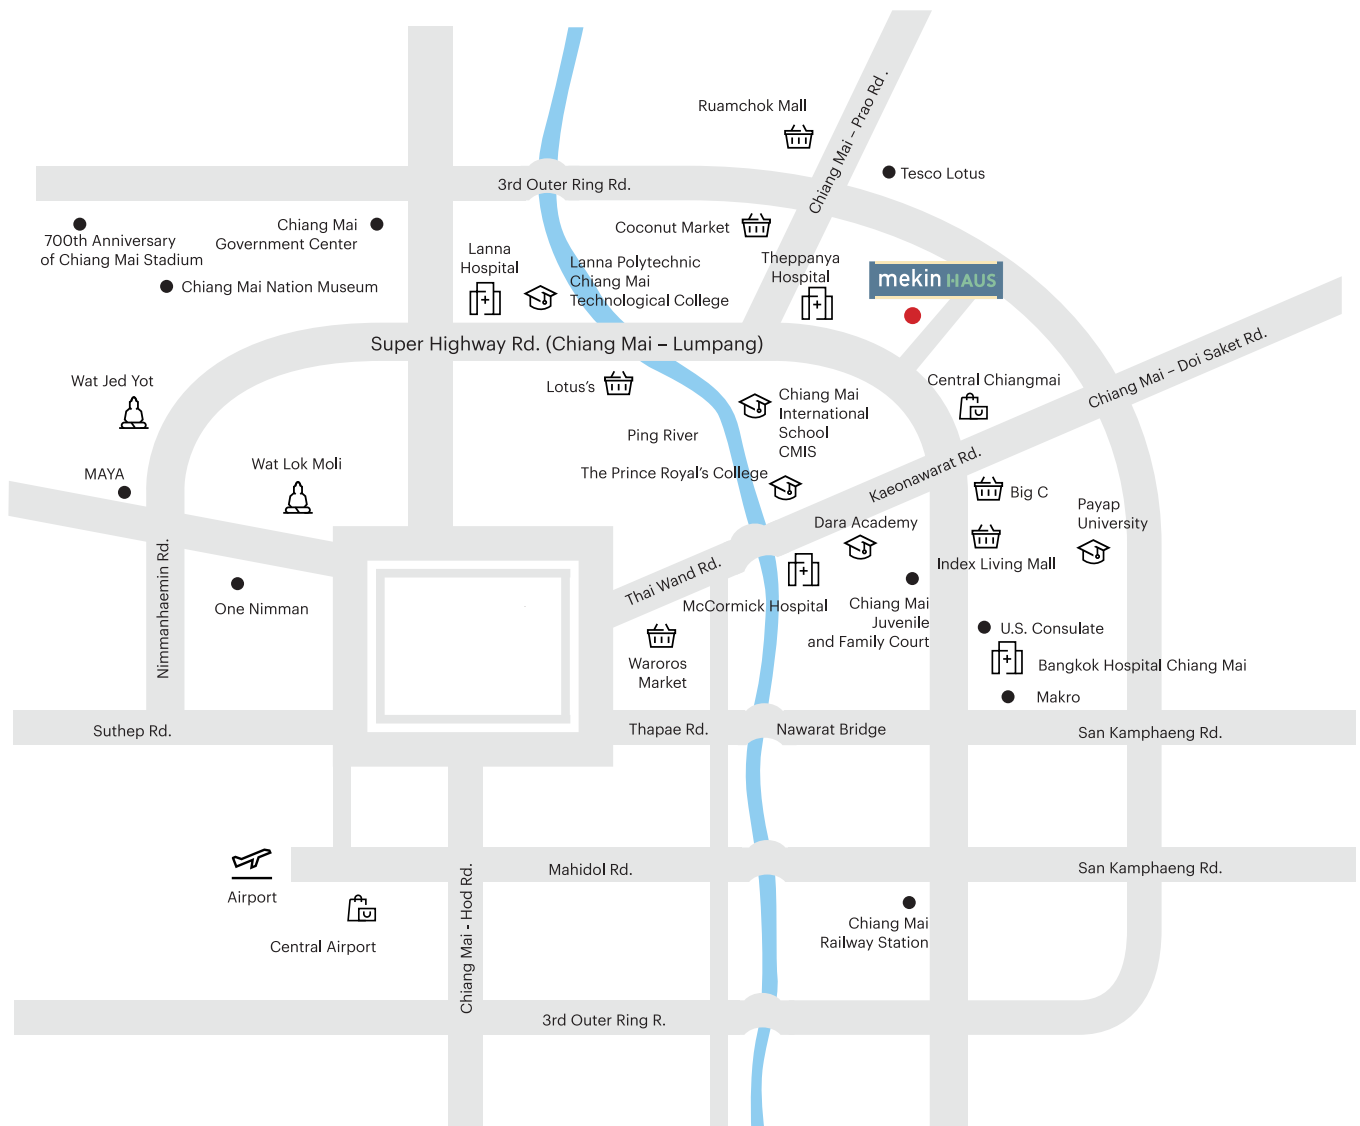 Ruamchok Mall
Chiang Mai – Prao Rd .
Tesco Lotus
3rd Outer Ring Rd.
700th Anniversary
of Chiang Mai Stadium
Chiang Mai
Government Center
Chiang Mai Nation Museum
Lanna
Hospital
Coconut Market
Lanna Polytechnic
Chiang Mai
Technological College
Theppanya
Hospital
mekin HAUS
Super Highway Rd. (Chiang Mai – Lumpang)
Chiang Mai – Doi Saket Rd.
Wat Jed Yot
Lotus's
Central Chiangmai
Chiang Mai
International
School
CMIS
Ping River
MAYA
Wat Lok Moli
The Prince Royal's College
Kaeonawarat Rd.
Big C
Payap
University
Dara Academy
Index Living Mall
Nimmanhaemin Rd.
One Nimman
Thai Wand Rd.
McCormick Hospital
Chiang Mai
Juvenile
and Family Court
U.S. Consulate
Waroros
Market
Bangkok Hospital Chiang Mai
Makro
Suthep Rd.
Thapae Rd.
Nawarat Bridge
San Kamphaeng Rd.
Airport
Mahidol Rd.
San Kamphaeng Rd.
Chiang Mai - Hod Rd.
Central Airport
Chiang Mai
Railway Station
3rd Outer Ring R.